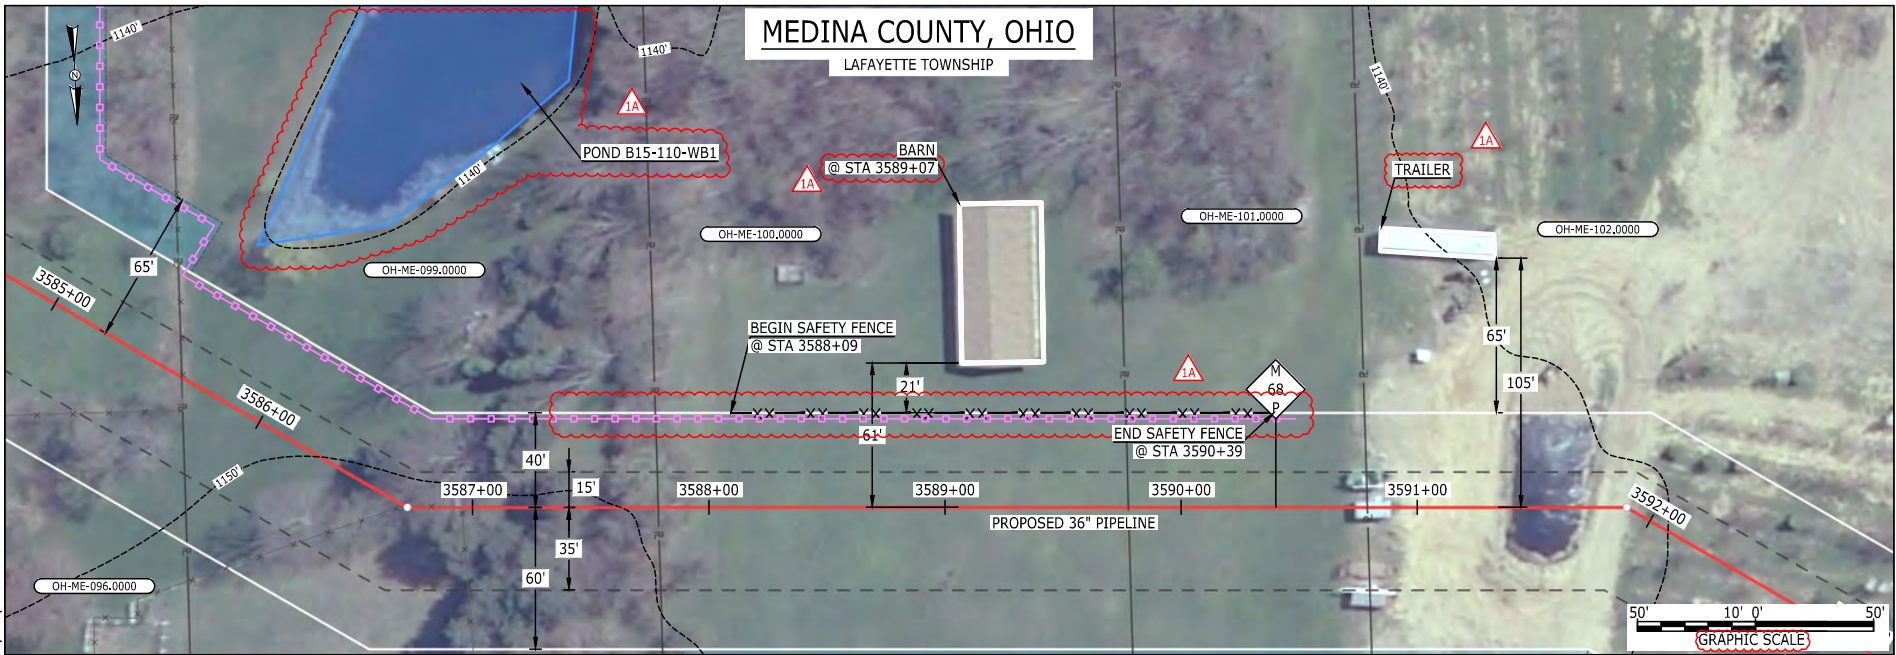 MEDINA COUNTY, OHIO
LAFAYETTE TOWNSHIP
1140'
N
1140'
1140'
1A
POND B15-110-WB1
1140'
1A
BARN
@ STA 3589+07
1A
TRAILER
OH-ME-099.0000
OH-ME-100.0000
OH-ME-101.0000
OH-ME-102.0000
65'
3585+00
3586+00
BEGIN SAFETY FENCE
@ STA 3588+09
21'
61'
1A
M
68
P
END SAFETY FENCE
@ STA 3590+39
65'
105'
40'
15'
35'
60'
1150'
3587+00
3588+00
3589+00
3590+00
3591+00
3592+00
PROPOSED 36" PIPELINE
OH-ME-096.0000
50' 10' 0' 50'
GRAPHIC SCALE